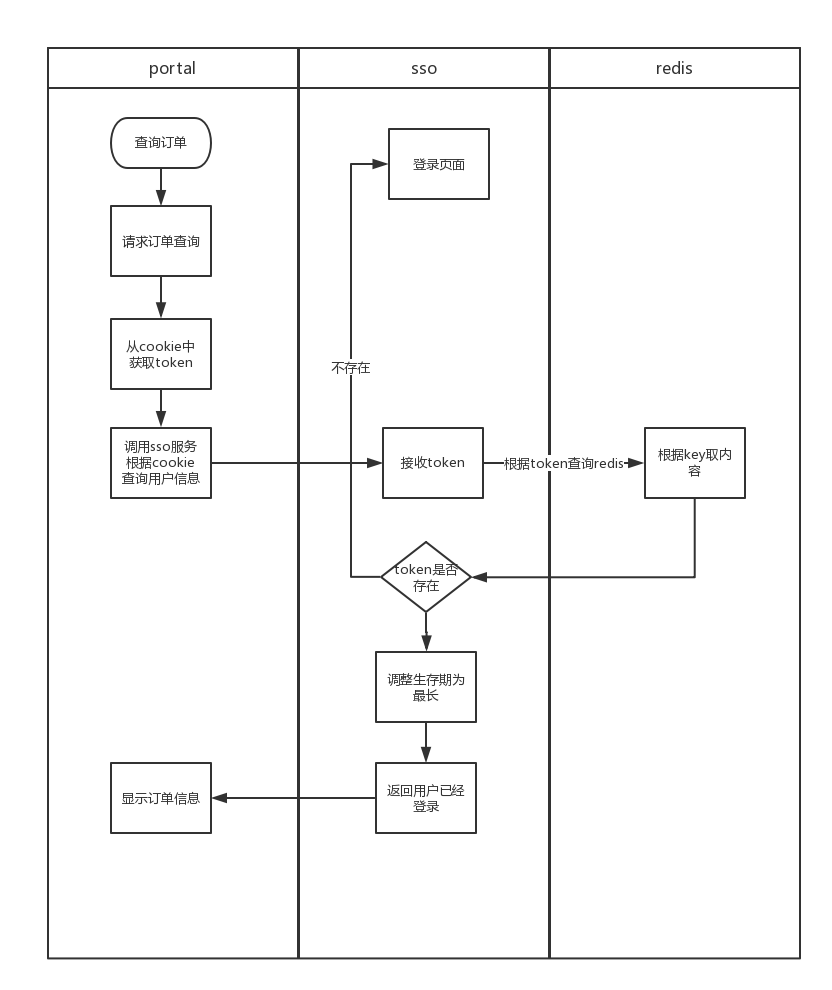 portal
sso
redis
查询订单
请求订单查询
从cookie中
获取token
调用sso服务
根据cookie
查询用户信息
登录页面
不存在
接收token
根据token查询redis
根据key取内
容
token是否
存在
调整生存期为
最长
返回用户已经
登录
显示订单信息